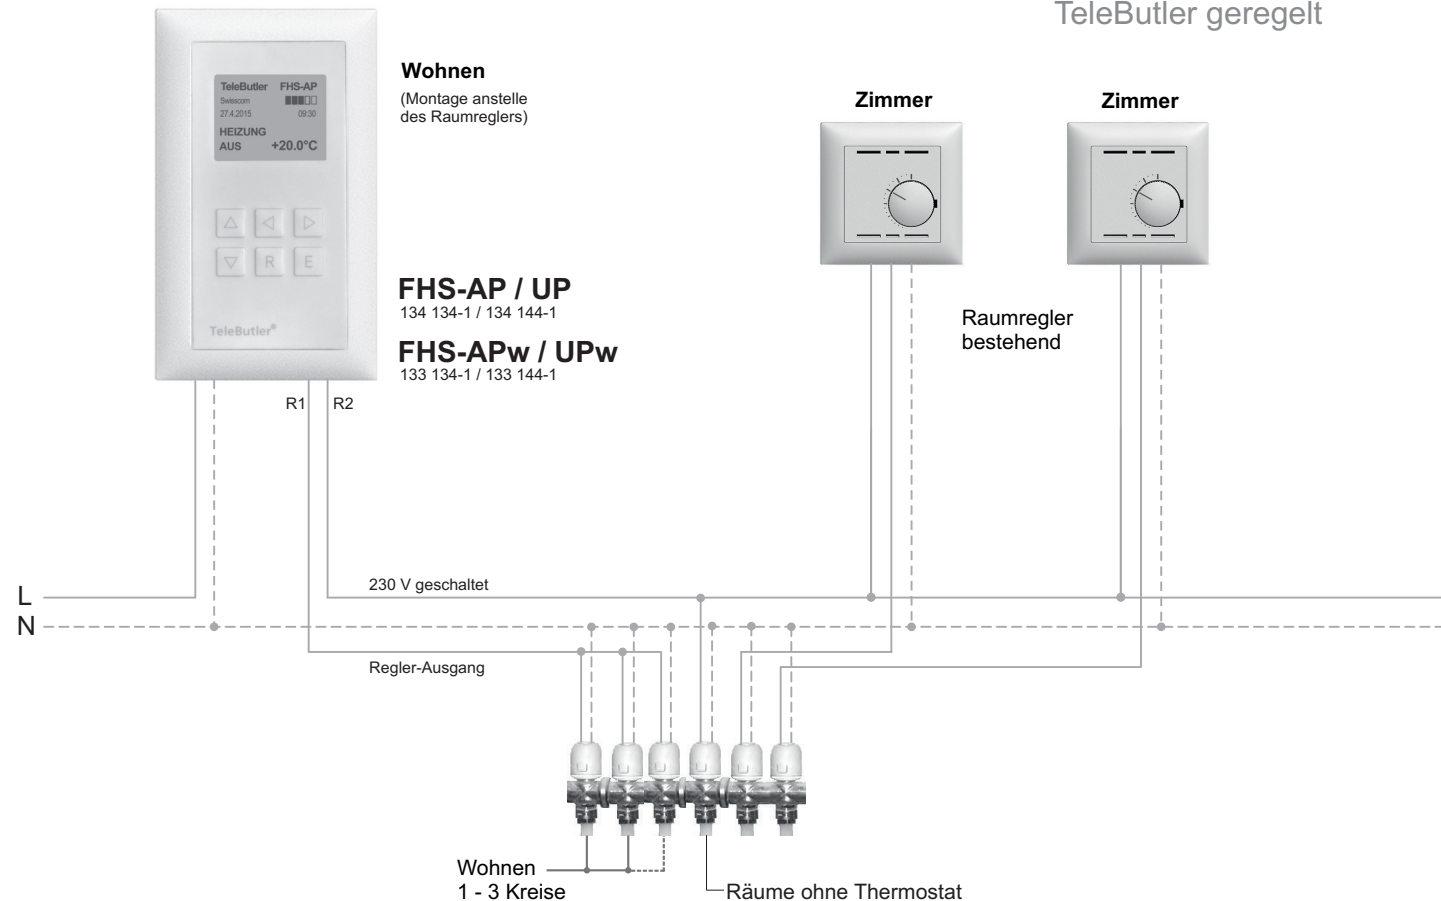 TeleButler geregelt
TeleButler FHS-AP
Swisscom
27.4.2015 09:30
HEIZUNG
AUS +20.0°C
R E
TeleButler®
Wohnen
(Montage anstelle
des Raumreglers)
Zimmer
Zimmer
FHS-AP / UP
134 134-1 / 134 144-1
FHS-APw / UPw
133 134-1 / 133 144-1
Raumregler
bestehend
R1 R2
230 V geschaltet
L
N
Regler-Ausgang
Wohnen
1 - 3 Kreise
Räume ohne Thermostat